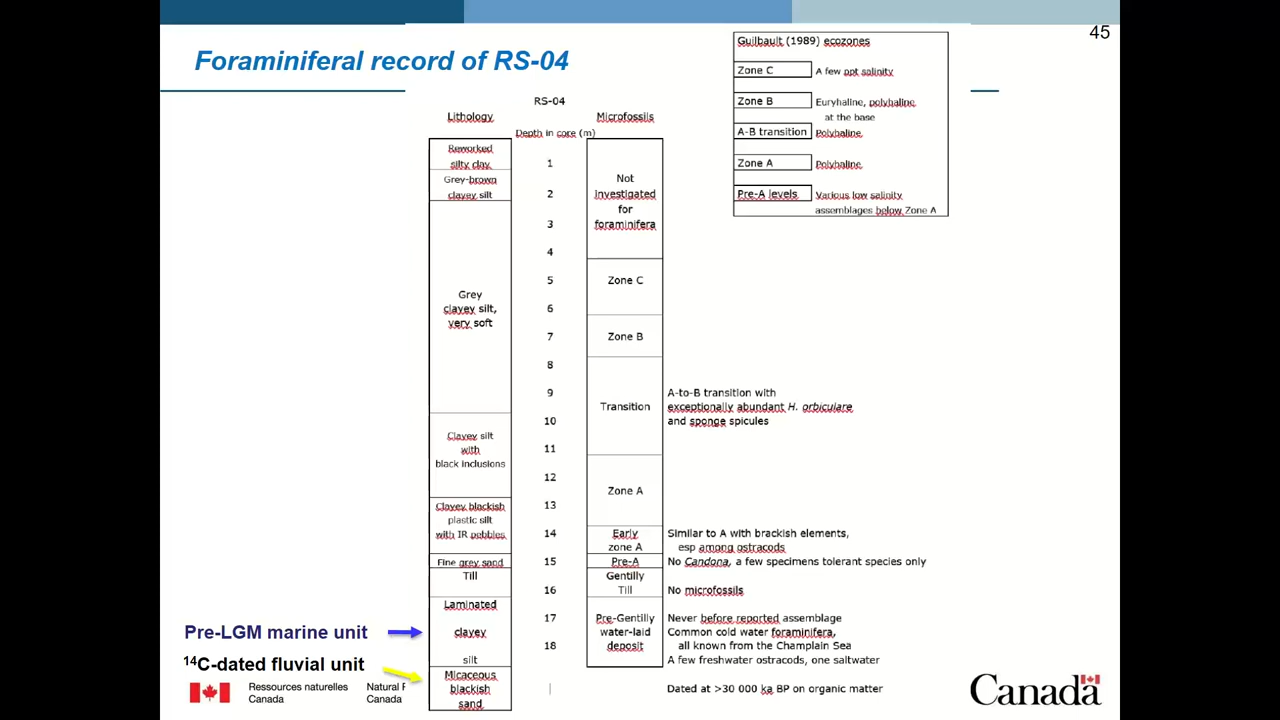 45
Foraminiferal record of RS-04
Guilbault (1989) ecozones
Zone C A few ppt salinity
Zone B Euryhaline, polyhaline
at the base
A-B transition Polyhaline
Zone A Polyhaline
Pre-A levels Various low salinity
assemblages below Zone A
RS-04
Lithology Microfossils
Depth in core (m)
Reworked
silty clay
Grey-brown
clayey silt
Grey
clayey silt,
very soft
Clayey silt
with
black inclusions
Clayey blackish
plastic silt
with IR pebbles
Fine grey sand
Till
Laminated
clayey
silt
Micaceous
blackish
sand
1
2
3
4
5
6
7
8
9
10
11
12
13
14
15
16
17
18
Not
investigated
for
foraminifera
Zone C
Zone B
Transition
Zone A
Early
zone A
Pre-A
Gentilly
Till
Pre-Gentilly
water-laid
deposit
A-to-B transition with
exceptionally abundant H. orbiculare
and sponge spicules
Similar to A with brackish elements,
esp among ostracods
No Candona, a few specimens tolerant species only
No microfossils
Never before reported assemblage
Common cold water foraminifera,
all known from the Champlain Sea
A few freshwater ostracods, one saltwater
Dated at >30 000 ka BP on organic matter
Pre-LGM marine unit
14C-dated fluvial unit
Ressources naturelles
Canada
Natural R
Canada
Canada